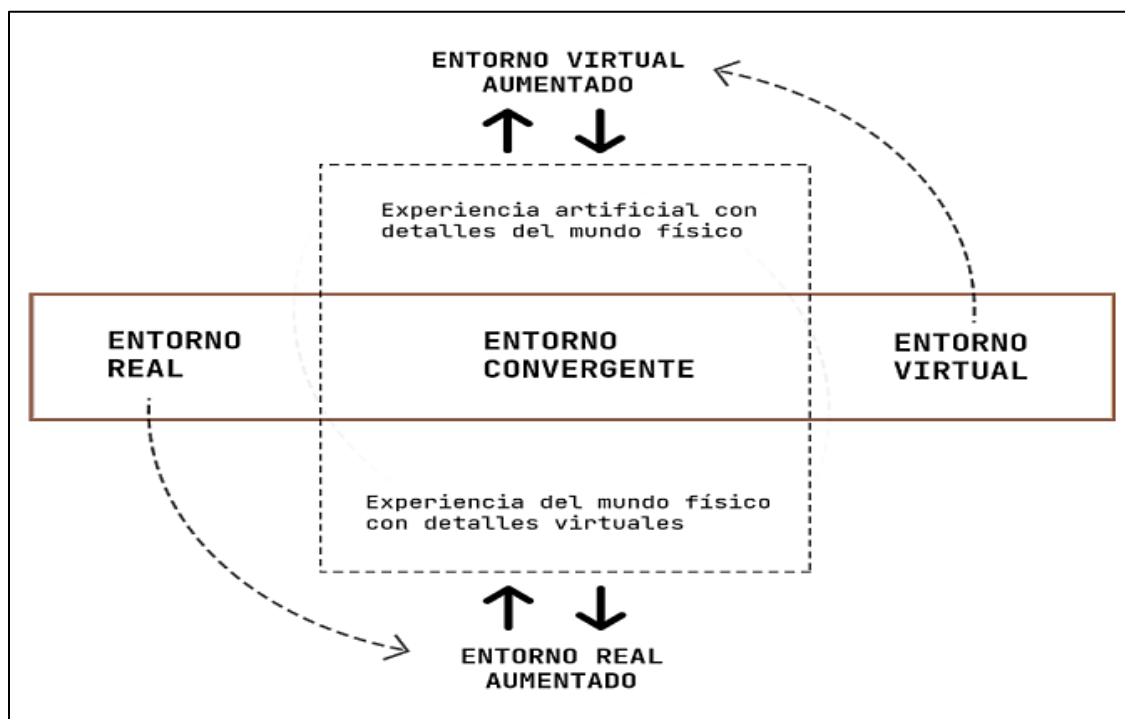 ENTORNO VIRTUAL
AUMENTADO
Experiencia artificial con
detalles del mundo físico
ENTORNO
REAL
ENTORNO
CONVERGENTE
ENTORNO
VIRTUAL
Experiencia del mundo físico
con detalles virtuales
ENTORNO REAL
AUMENTADO